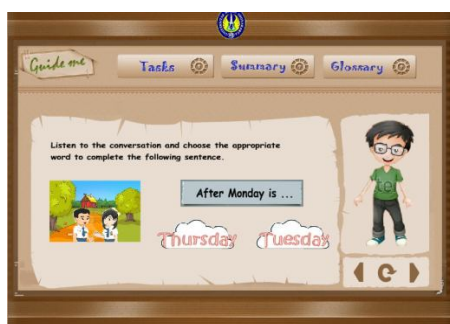 Guide me
Tasks
Summary
Glossary
Listen to the conversation and choose the appropriate
word to complete the following sentence.
After Monday is ...
Thursday
Tuesday